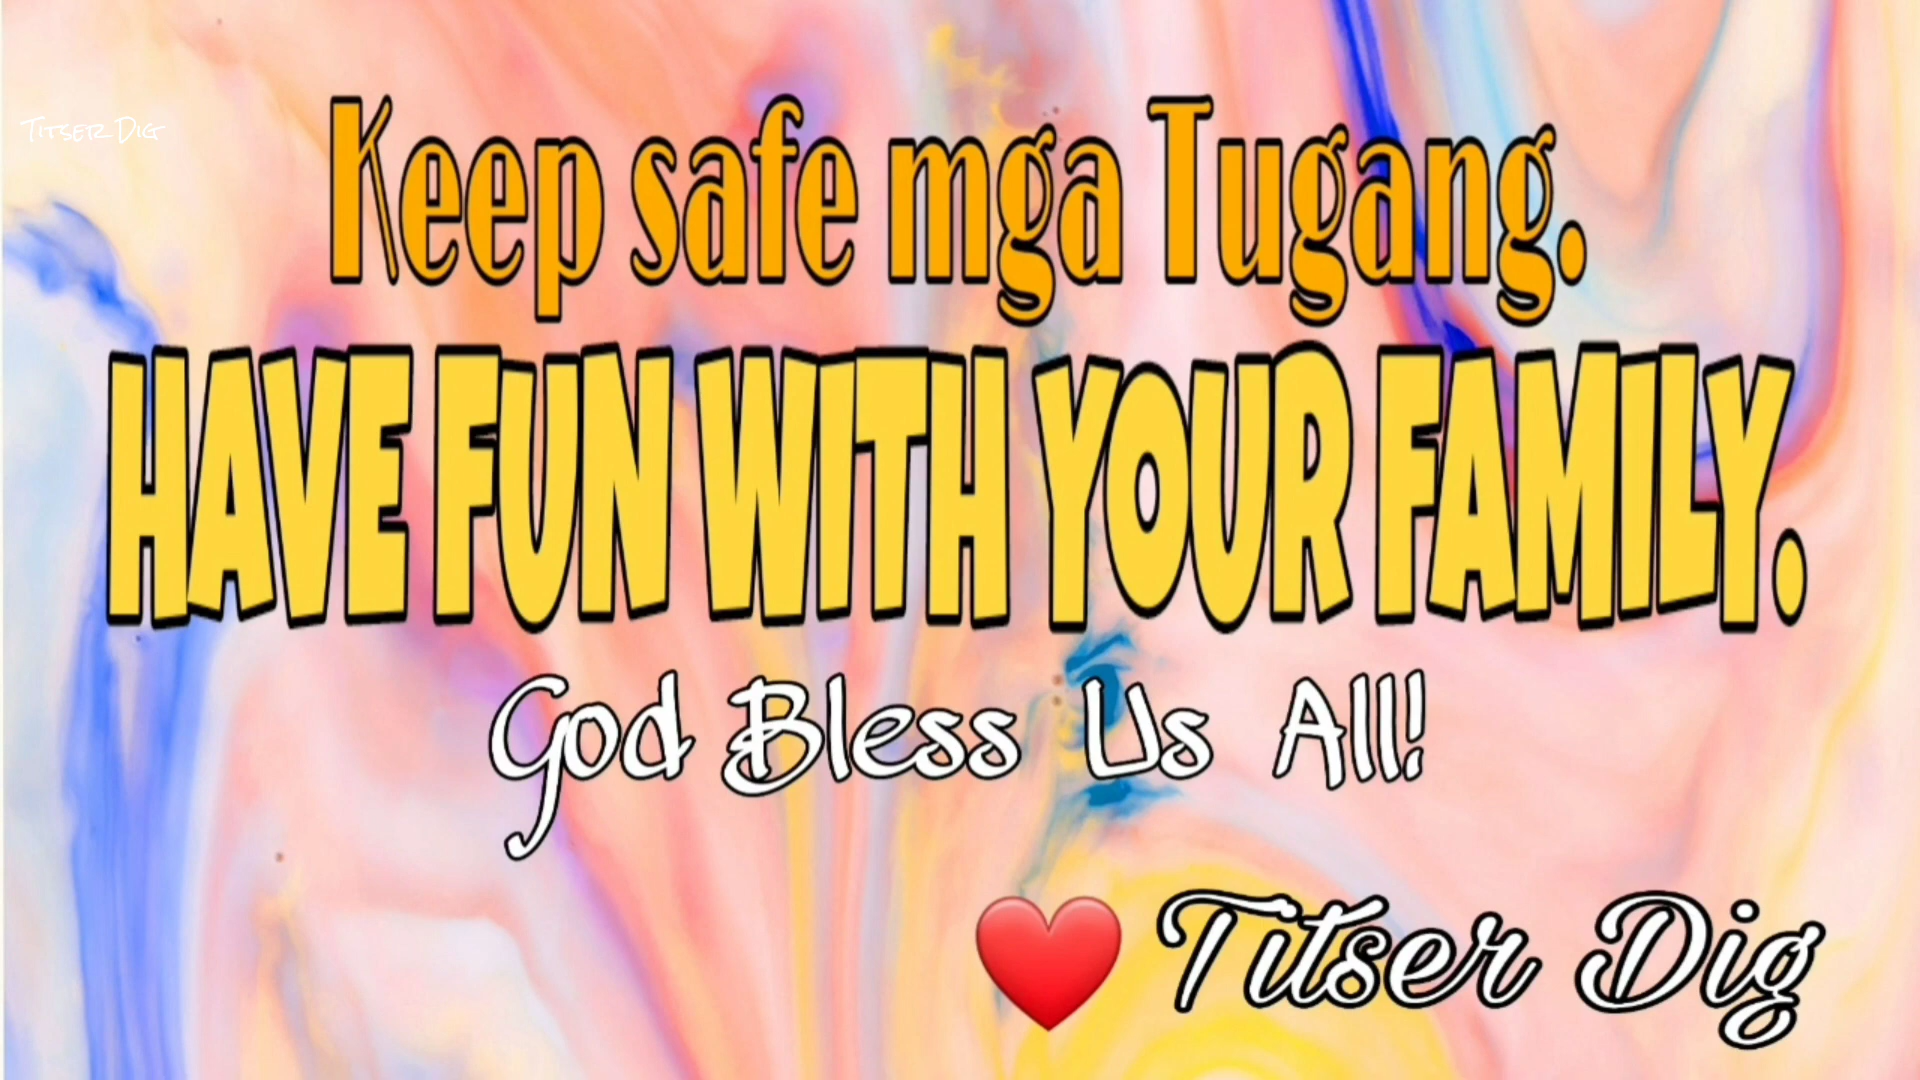 Titser Dig
Keep safe mga Tugang.
HAVE FUN WITH YOUR FAMILY.
God Bless Us All!
❤️ Titser Dig